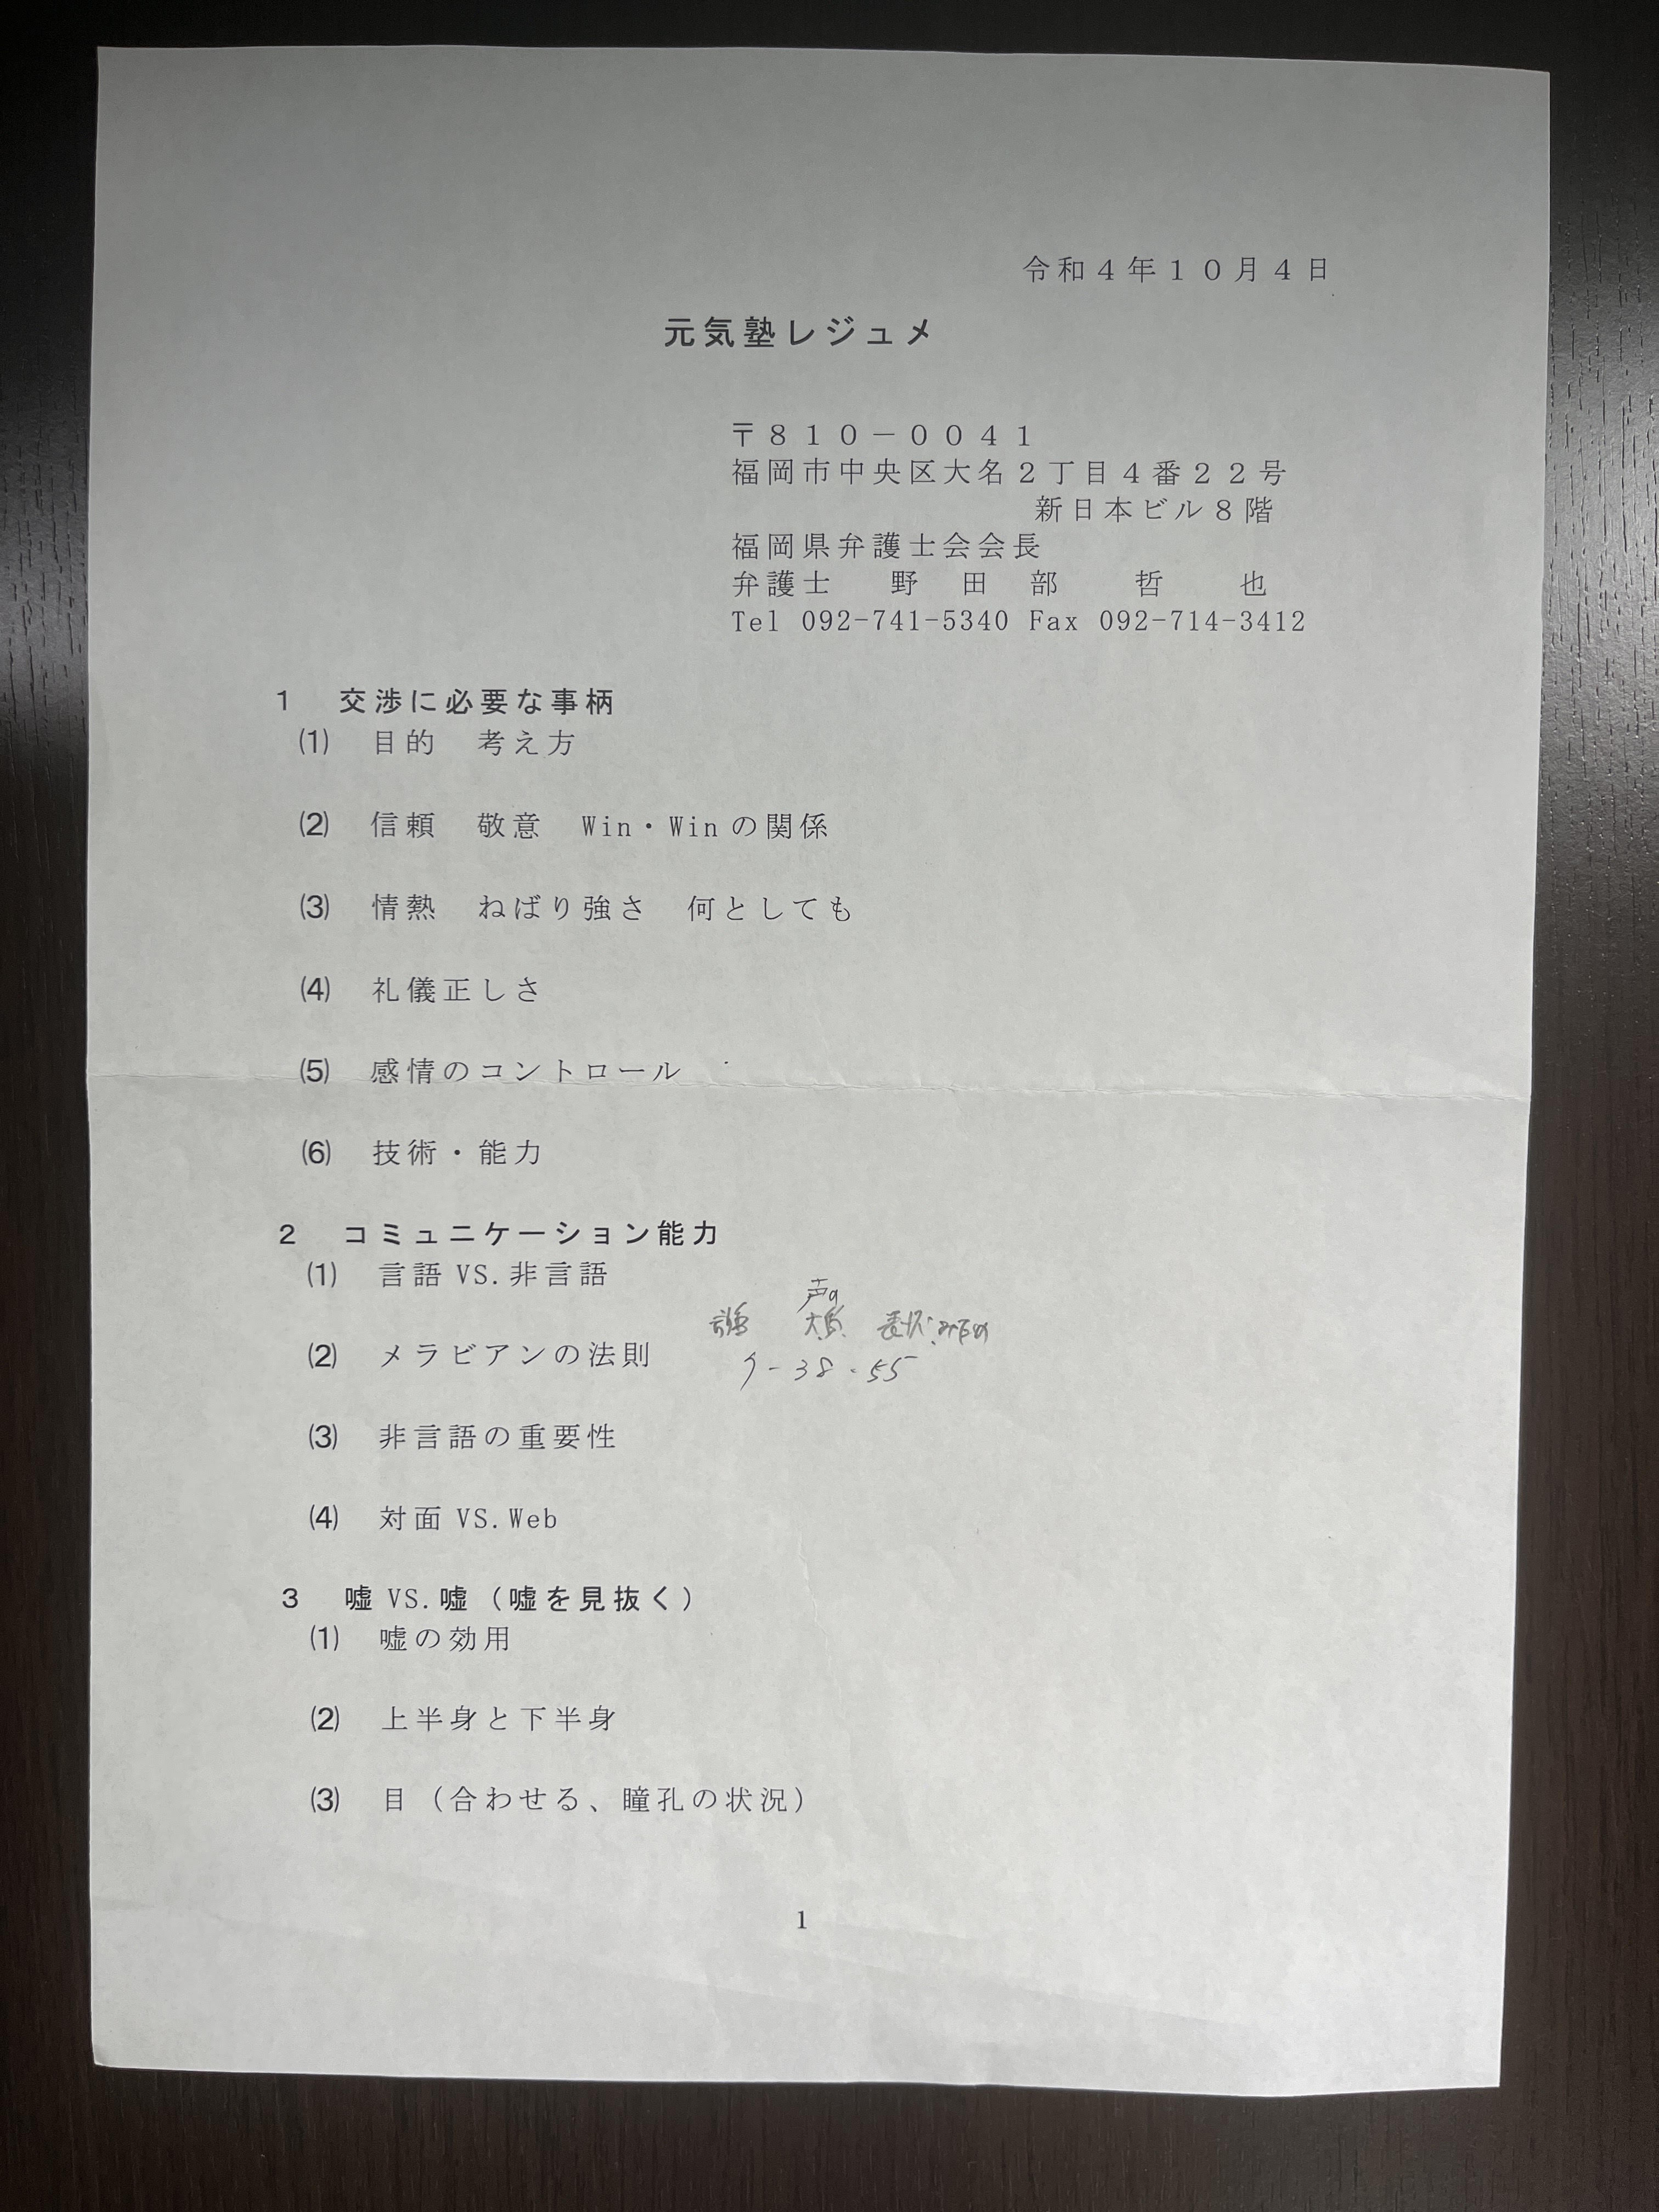 令和４年１０月４日
元気塾レジュメ
〒８１０－００４１
福岡市中央区大名２丁目４番２２号
新日本ビル８階
福岡県弁護士会会長
弁護士　野　田　部　　哲　　也
Tel 092-741-5340 Fax 092-714-3412
１　交渉に必要な事柄
⑴　目的　考え方
⑵　信頼　敬意　Win・Winの関係
⑶　情熱　ねばり強さ　何としても
⑷　礼儀正しさ
⑸　感情のコントロール
⑹　技術・能力
２　コミュニケーション能力
⑴　言語 VS.非言語
声の
⑵　メラビアンの法則　7-38・55
⑶　非言語の重要性
⑷　対面 VS.Web
３　嘘 VS.嘘（嘘を見抜く）
⑴　嘘の効用
⑵　上半身と下半身
⑶　目（合わせる、瞳孔の状況）
1